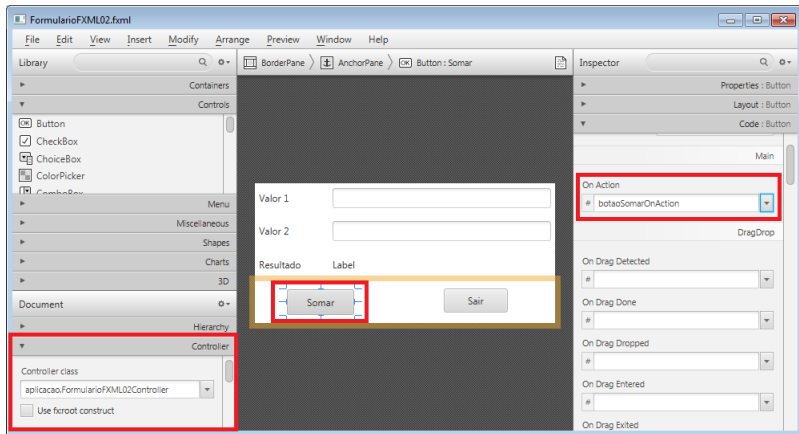 FormularioFXML02.fxml
File Edit View Insert Modify Arrange Preview Window Help
Library
BorderPane AnchorPane OK Button : Somar
Inspector
Containers
Controls
OK Button
CheckBox
ChoiceBox
ColorPicker
ComboBox
Menu
Miscellaneous
Shapes
Charts
3D
Document
Hierarchy
Controller
Controller class
aplicacao.FormularioFXML02Controller
Use fx:root construct
Valor 1
Valor 2
Resultado Label
Somar Sair
Properties : Button
Layout : Button
Code : Button
Main
On Action
# botaoSomarOnAction
DragDrop
On Drag Detected
#
On Drag Done
#
On Drag Dropped
#
On Drag Entered
#
On Drag Exited